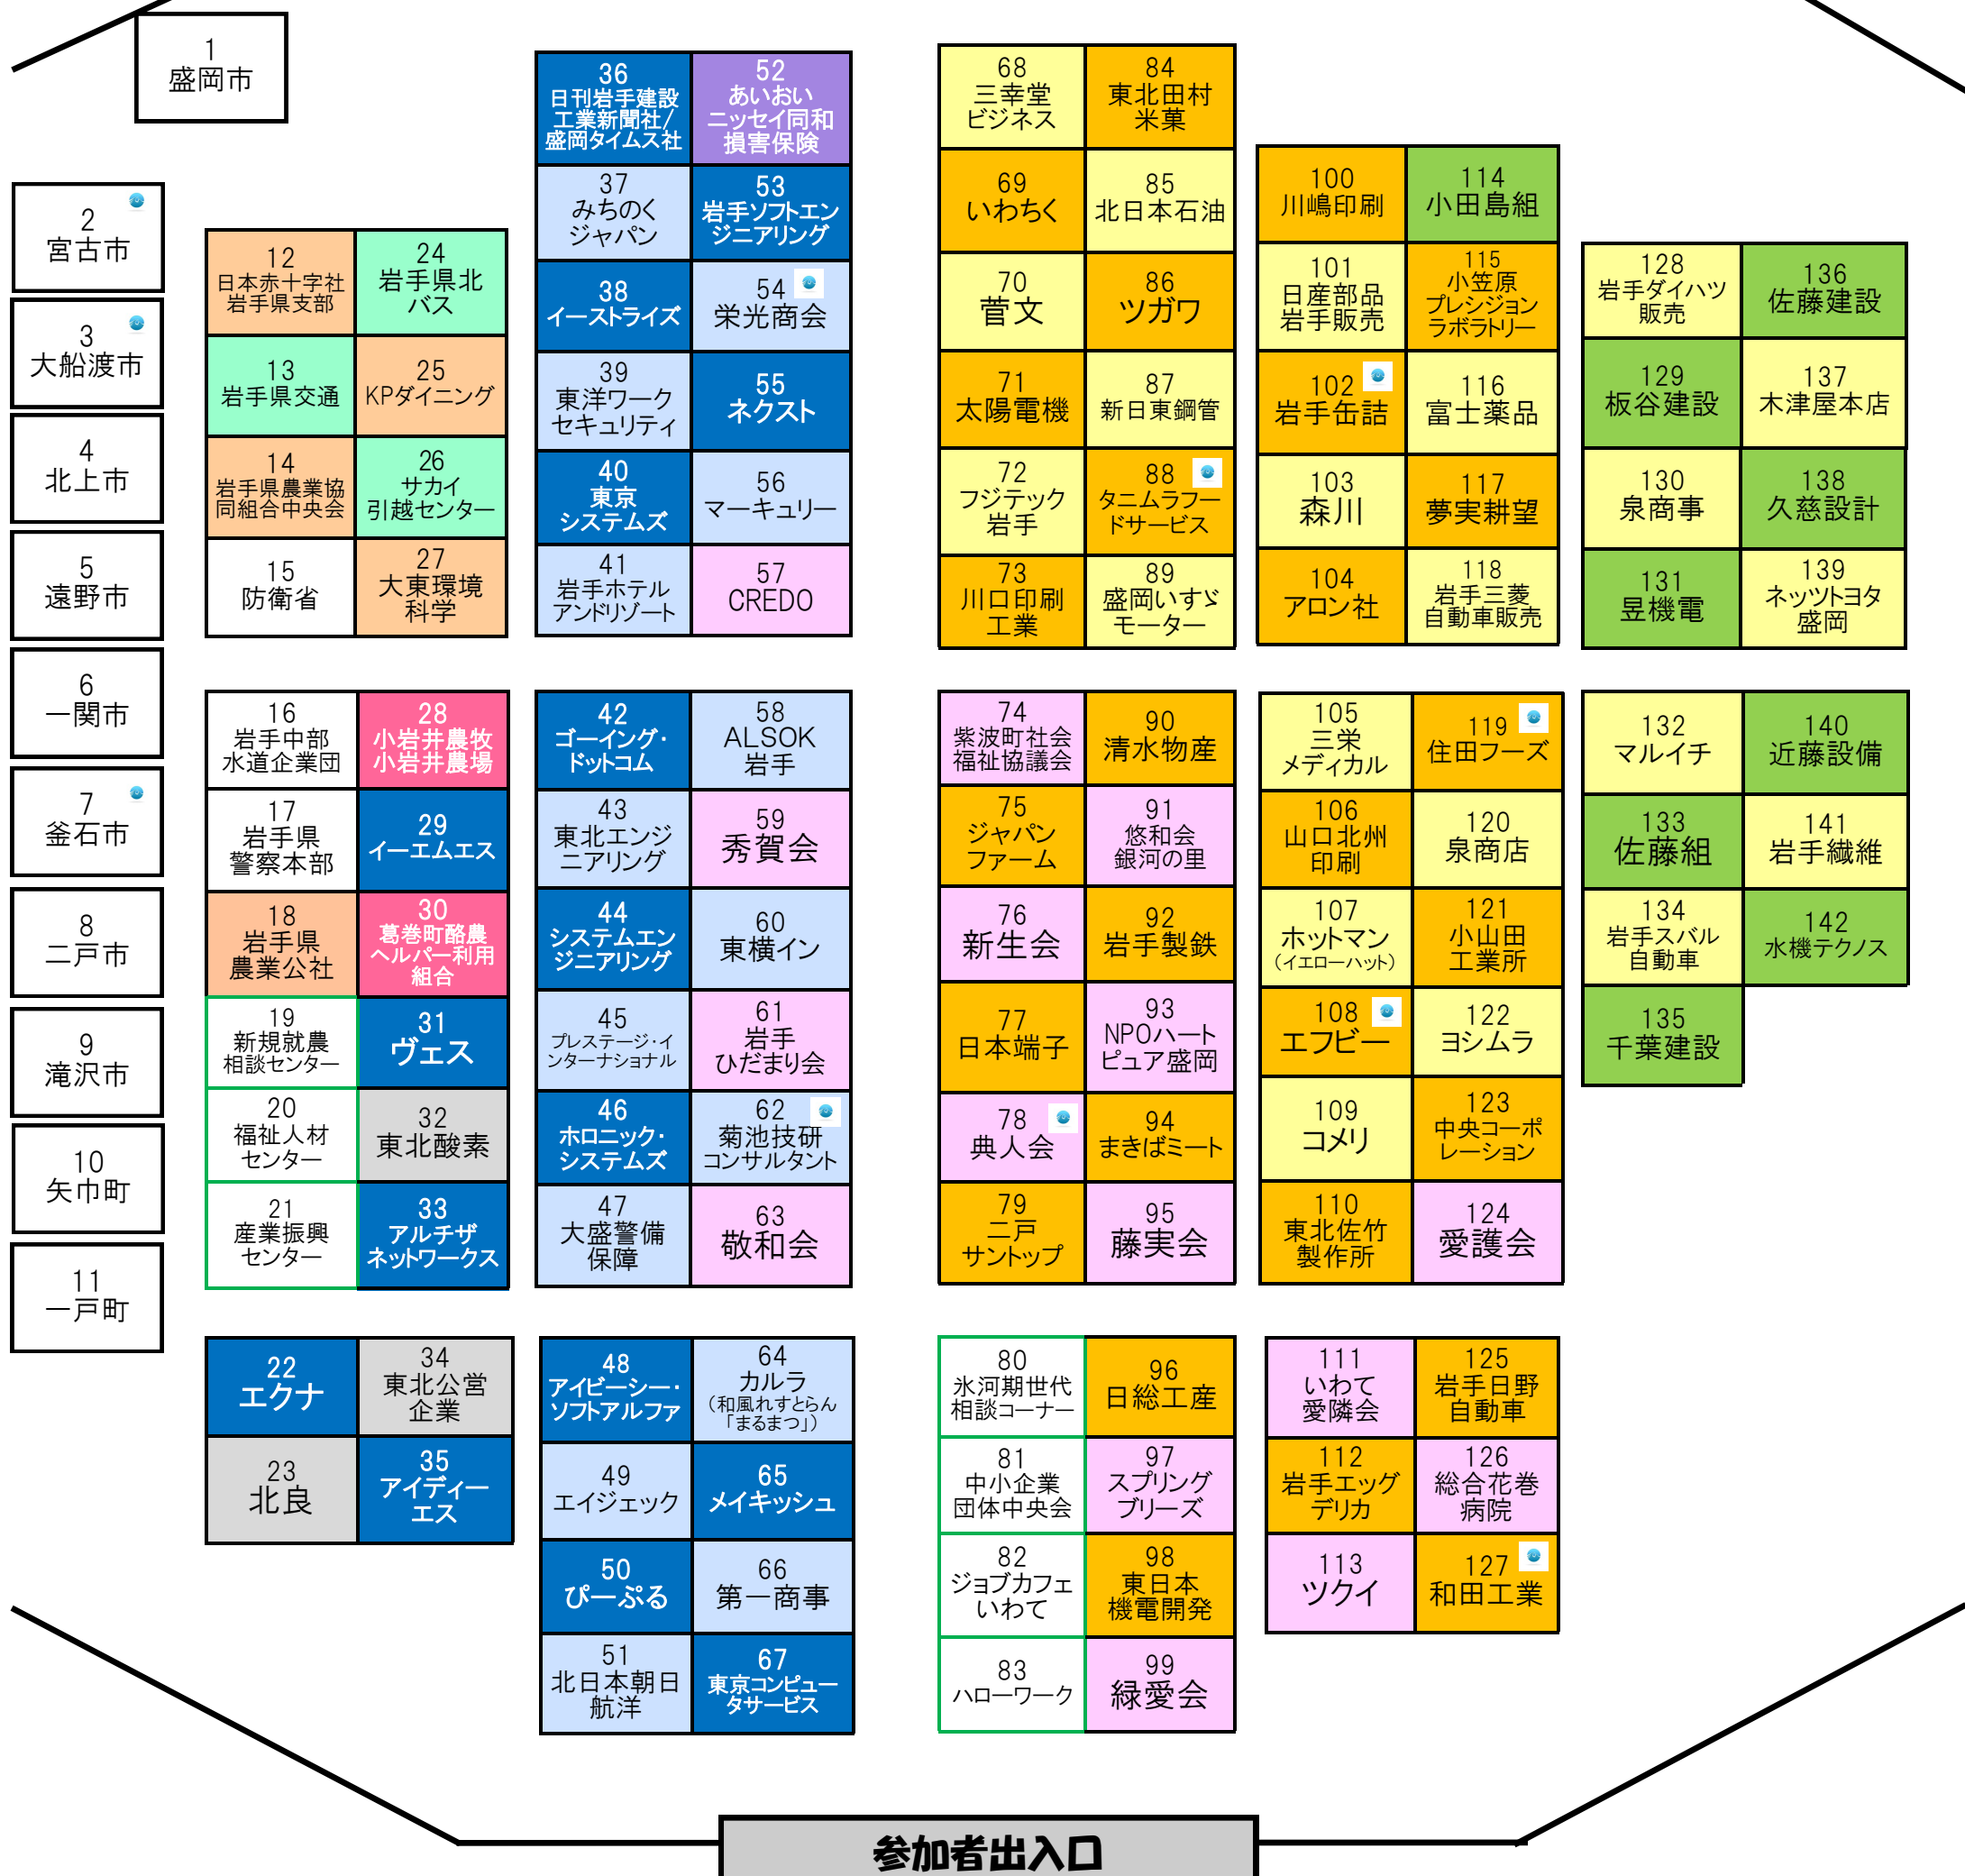 1
盛岡市
2
宮古市
3
大船渡市
4
北上市
5
遠野市
6
一関市
7
釜石市
8
二戸市
9
滝沢市
10
矢巾町
11
一戸町
12
日本赤十字社
岩手県支部
13
岩手県交通
14
岩手県農業協
同組合中央会
15
防衛省
24
岩手県北
バス
25
KPダイニング
26
サカイ
引越センター
27
大東環境
科学
16
岩手中部
水道企業団
17
岩手県
警察本部
18
岩手県
農業公社
19
新規就農
相談センター
20
福祉人材
センター
21
産業振興
センター
28
小岩井農牧
小岩井農場
29
イーエムエス
30
葛巻町酪農
ヘルパー利用
組合
31
ヴェス
32
東北酸素
33
アルチザ
ネットワークス
22
エクナ
23
北良
34
東北公営
企業
35
アイディー
エス
36
日刊岩手建設
工業新聞社/
盛岡タイムス社
37
みちのく
ジャパン
38
イーストライズ
39
東洋ワーク
セキュリティ
40
東京
システムズ
41
岩手ホテル
アンドリゾート
52
あいおい
ニッセイ同和
損害保険
53
岩手ソフトエン
ジニアリング
54
栄光商会
55
ネクスト
56
マーキュリー
57
CREDO
42
ゴーイング・
ドットコム
43
東北エンジ
ニアリング
44
システムエン
ジニアリング
45
プレステージ・イ
ンターナショナル
46
ホロニック・
システムズ
47
大盛警備
保障
58
ALSOK
岩手
59
秀賀会
60
東横イン
61
岩手
ひだまり会
62
菊池技研
コンサルタント
63
敬和会
48
アイビーシー・
ソフトアルファ
49
エイジェック
50
ぴーぷる
51
北日本朝日
航洋
64
カルラ
(和風れすとらん
「まるまつ」)
65
メイキッシュ
66
第一商事
67
東京コンピュー
タサービス
68
三幸堂
ビジネス
69
いわちく
70
菅文
71
太陽電機
72
フジテック
岩手
73
川口印刷
工業
84
東北田村
米菓
85
北日本石油
86
ツガワ
87
新日東鋼管
88
タニムラフー
ドサービス
89
盛岡いすゞ
モーター
74
紫波町社会
福祉協議会
75
ジャパン
ファーム
76
新生会
77
日本端子
78
典人会
79
二戸
サントップ
90
清水物産
91
悠和会
銀河の里
92
岩手製鉄
93
NPOハート
ピュア盛岡
94
まきばミート
95
藤実会
80
氷河期世代
相談コーナー
81
中小企業
団体中央会
82
ジョブカフェ
いわて
83
ハローワーク
96
日総工産
97
スプリング
ブリーズ
98
東日本
機電開発
99
緑愛会
100
川嶋印刷
101
日産部品
岩手販売
102
岩手缶詰
103
森川
104
アロン社
114
小田島組
115
小笠原
プレシジョン
ラボラトリー
116
富士薬品
117
夢実耕望
118
岩手三菱
自動車販売
105
三栄
メディカル
106
山口北州
印刷
107
ホットマン
(イエローハット)
108
エフビー
109
コメリ
110
東北佐竹
製作所
119
住田フーズ
120
泉商店
121
小山田
工業所
122
ヨシムラ
123
中央コーポ
レーション
124
愛護会
111
いわて
愛隣会
112
岩手エッグ
デリカ
113
ツクイ
125
岩手日野
自動車
126
総合花巻
病院
127
和田工業
128
岩手ダイハツ
販売
129
板谷建設
130
泉商事
131
昱機電
136
佐藤建設
137
木津屋本店
138
久慈設計
139
ネッツトヨタ
盛岡
132
マルイチ
133
佐藤組
134
岩手スバル
自動車
135
千葉建設
140
近藤設備
141
岩手繊維
142
水機テクノス
参加者出入口